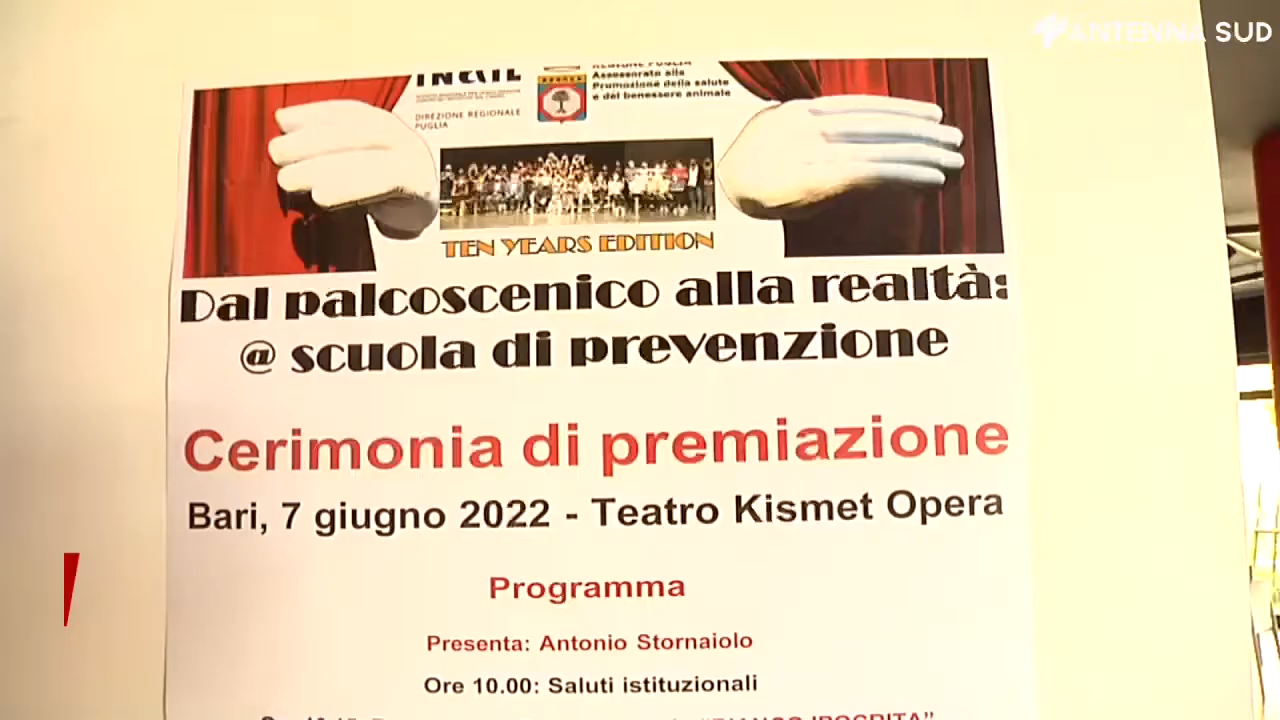 ANTENNA SUD
INAIL
DIREZIONE REGIONALE
PUGLIA
REGIONE PUGLIA
Assessorato alla
Promozione della salute
e del benessere animale
TEN YEARS EDITION
Dal palcoscenico alla realtà:
@ scuola di prevenzione
Cerimonia di premiazione
Bari, 7 giugno 2022 - Teatro Kismet Opera
Programma
Presenta: Antonio Stornaiolo
Ore 10.00: Saluti istituzionali